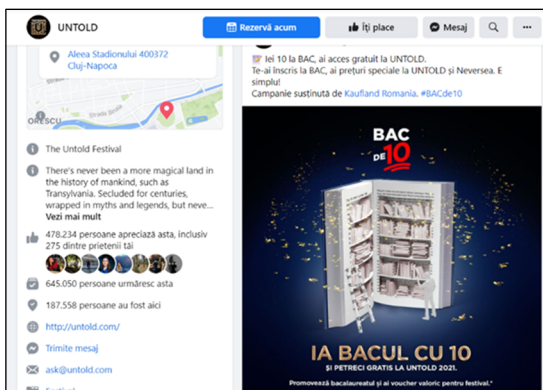 UNTOLD
Rezervă acum
Îți place
Mesaj
Aleea Stadionului 400372
Cluj-Napoca
Strada Gruia
ORESCU
The Untold Festival
There's never been a more magical land in
the history of mankind, such as
Transylvania. Secluded for centuries,
wrapped in myths and legends, but neve...
Vezi mai mult
478.234 persoane apreciază asta, inclusiv
275 dintre prietenii tăi
645.050 persoane urmăresc asta
187.558 persoane au fost aici
http://untold.com/
Trimite mesaj
ask@untold.com
Festival
Iei 10 la BAC, ai acces gratuit la UNTOLD.
Te-ai înscris la BAC, ai prețuri speciale la UNTOLD și Neversea. E
simplu!
Campanie susținută de Kaufland Romania. #BACde10
BAC
DE 10
IA BACUL CU 10
ȘI PETRECI GRATIS LA UNTOLD 2021.
Promovează bacalaureatul și ai voucher valoric pentru festival.*